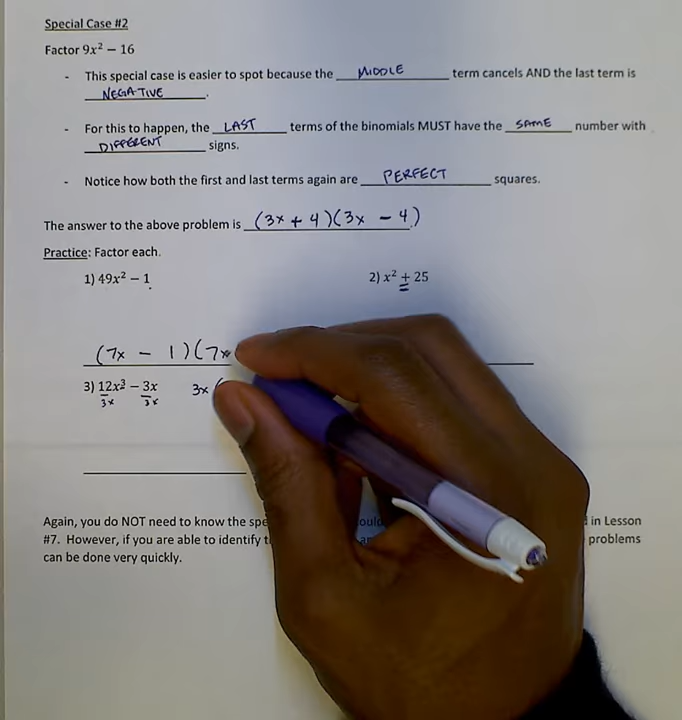 Special Case #2
Factor 9x² – 16
- This special case is easier to spot because the MIDDLE term cancels AND the last term is
NEGATIVE.
- For this to happen, the LAST terms of the binomials MUST have the SAME number with
DIFFERENT signs.
- Notice how both the first and last terms again are PERFECT squares.
The answer to the above problem is (3x + 4)(3x - 4)
Practice: Factor each.
1) 49x² – 1 2) x² + 25
(7x - 1)(7x
3) 12x³ – 3x 3x (
3x 3x
Again, you do NOT need to know the in Lesson
#7. However, if you are able to identify problems
can be done very quickly.